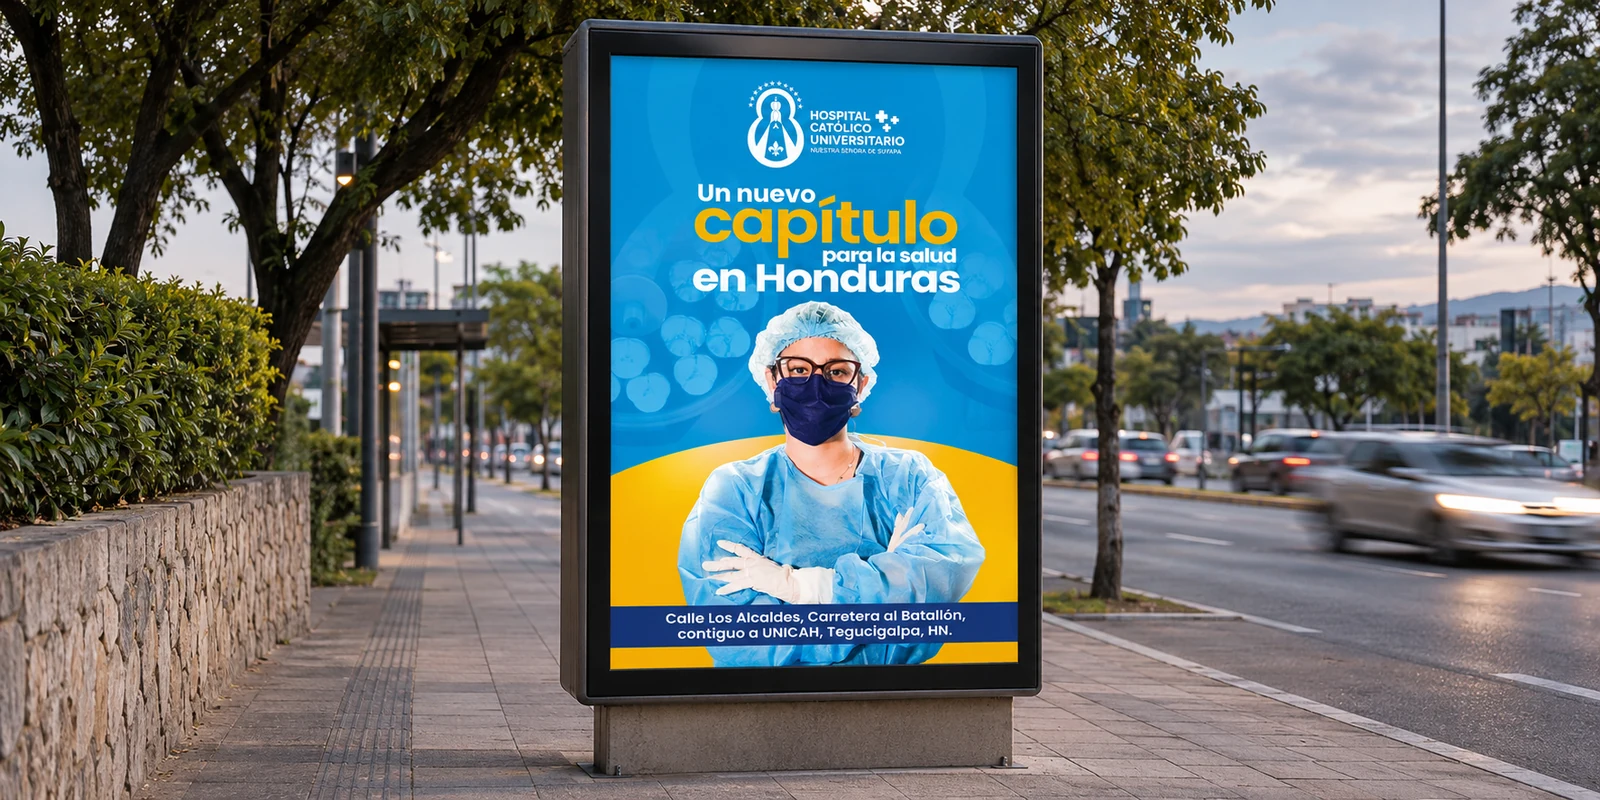 HOSPITAL
CATÓLICO
UNIVERSITARIO
NUESTRA SEÑORA DE SUYAPA
Un nuevo
capítulo
para la salud
en Honduras
Calle Los Alcaldes, Carretera al Batallón,
contiguo a UNICAH, Tegucigalpa, HN.